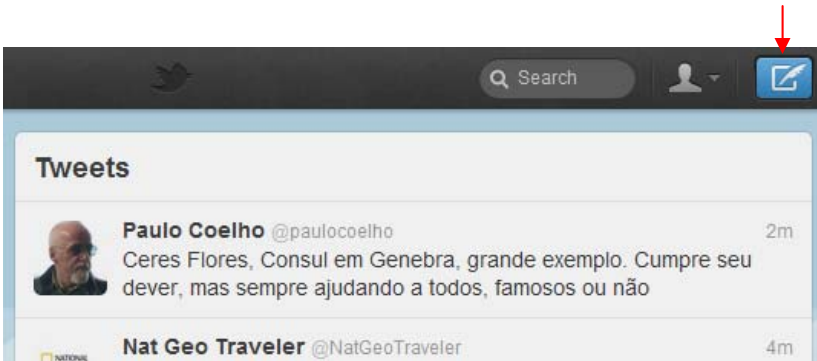 Search
Tweets
Paulo Coelho @paulocoelho 2m
Ceres Flores, Consul em Genebra, grande exemplo. Cumpre seu
dever, mas sempre ajudando a todos, famosos ou não
Nat Geo Traveler @NatGeoTraveler 4m
NATIONAL